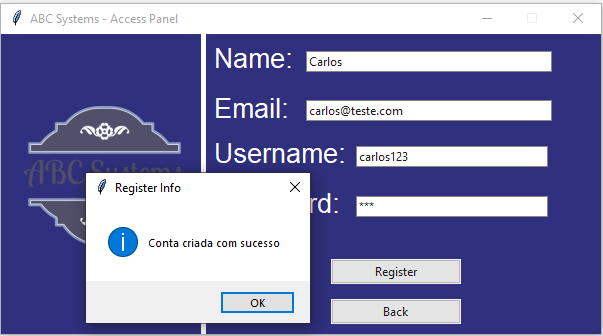 ABC Systems - Access Panel
Name: Carlos
Email: carlos@teste.com
Username: carlos123
rd: ***
ABC Systems
Register Info
Conta criada com sucesso
OK
Register
Back